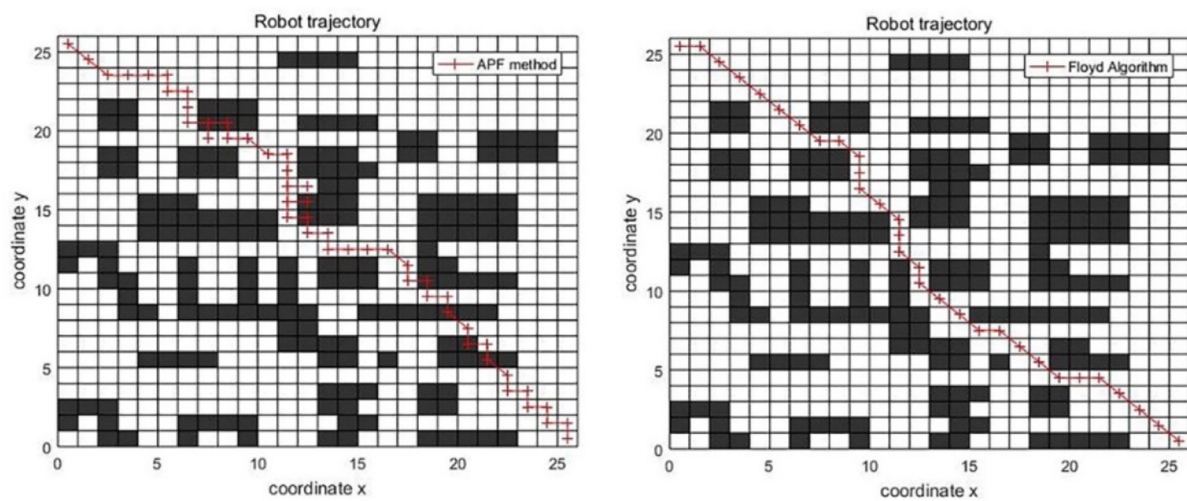 Robot trajectory
APF method
25
20
15
10
5
0
coordinate y
0 5 10 15 20 25
coordinate x
Robot trajectory
Floyd Algorithm
25
20
15
10
5
0
coordinate y
0 5 10 15 20 25
coordinate x